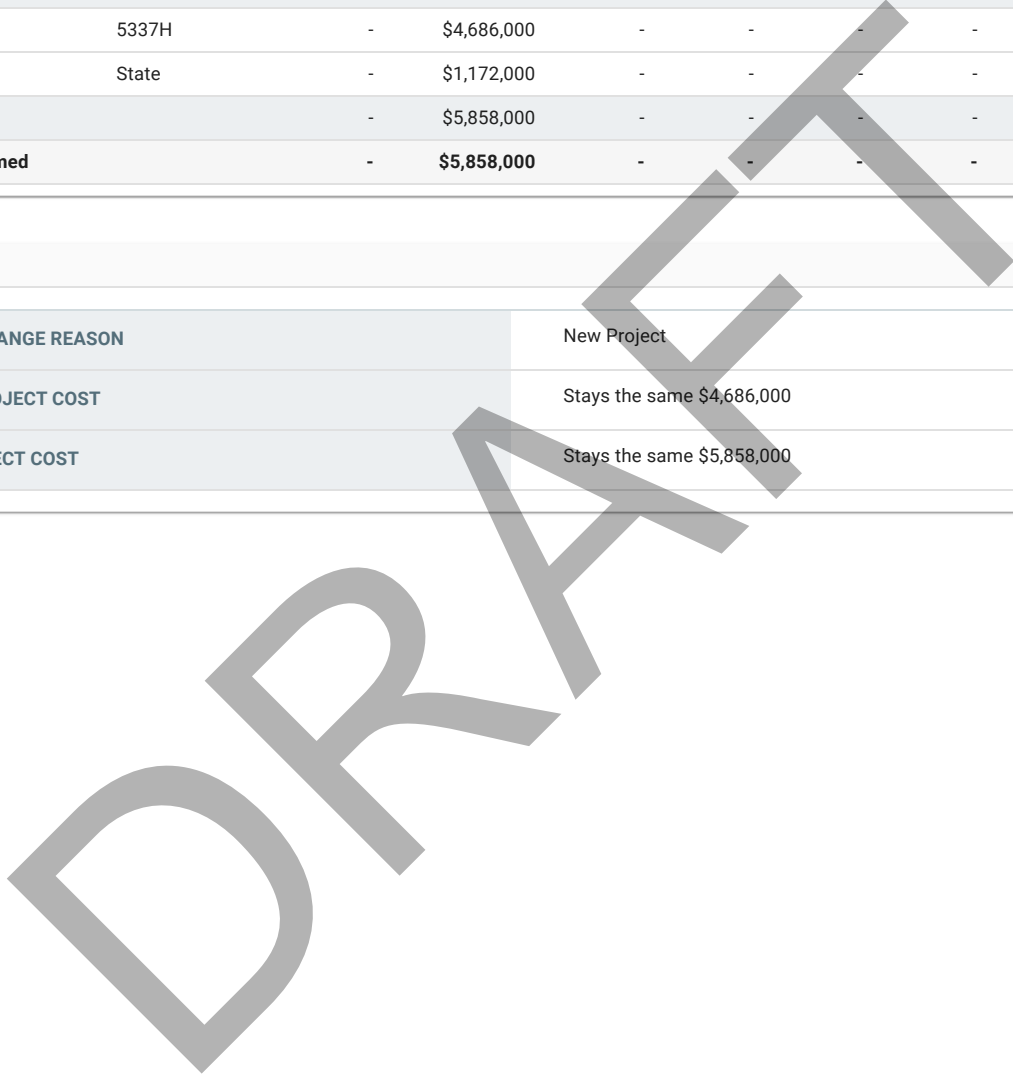 5337H - $4,686,000 - - - -
State - $1,172,000 - - - -
- $5,858,000 - - - -
med - $5,858,000 - - - -
ANGE REASON New Project
OJECT COST Stays the same $4,686,000
ECT COST Stays the same $5,858,000
DRAFT